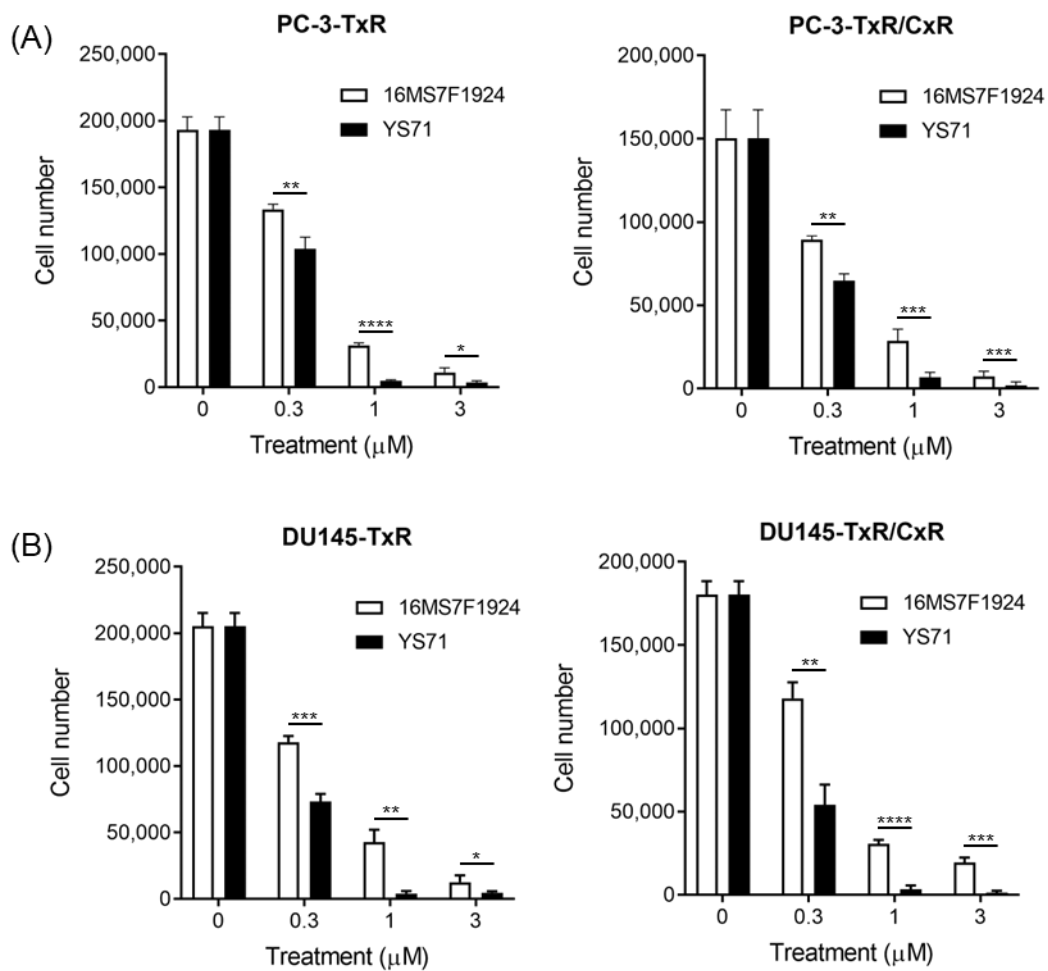 (A)
PC-3-TxR
250,000
200,000
150,000
100,000
50,000
0
Cell number
16MS7F1924
YS71
**
****
*
0 0.3 1 3
Treatment (μM)
PC-3-TxR/CxR
200,000
150,000
100,000
50,000
0
Cell number
16MS7F1924
YS71
**
***
***
0 0.3 1 3
Treatment (μM)
(B)
DU145-TxR
250,000
200,000
150,000
100,000
50,000
0
Cell number
16MS7F1924
YS71
***
**
*
0 0.3 1 3
Treatment (μM)
DU145-TxR/CxR
200,000
150,000
100,000
50,000
0
Cell number
16MS7F1924
YS71
**
****
***
0 0.3 1 3
Treatment (μM)